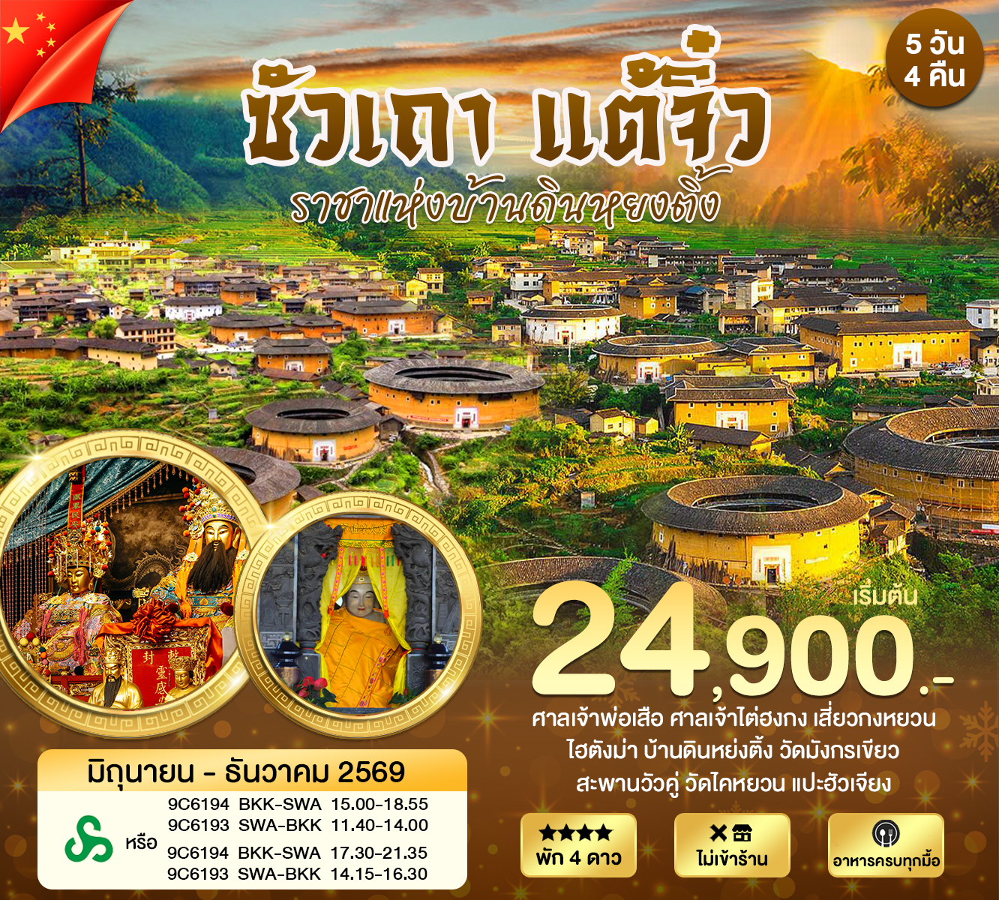 5 วัน
4 คืน
ซัวเถา แต้จิ๋ว
ราชาแห่งบ้านดินหยงติ้ง
เริ่มต้น
24,900.-
ศาลเจ้าพ่อเสือ ศาลเจ้าไต่ฮงกง เสี่ยวกงหยวน
ไฮตังม่า บ้านดินหย่งติ้ง วัดมังกรเขียว
สะพานวัวคู่ วัดไคหยวน แปะฮัวเจียง
มิถุนายน - ธันวาคม 2569
9C6194 BKK-SWA 15.00-18.55
9C6193 SWA-BKK 11.40-14.00
หรือ
9C6194 BKK-SWA 17.30-21.35
9C6193 SWA-BKK 14.15-16.30
พัก 4 ดาว
ไม่เข้าร้าน
อาหารครบทุกมื้อ